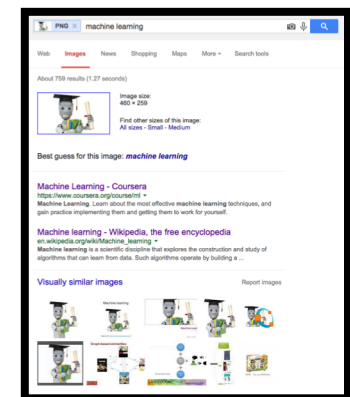 PNG × machine learning
Web Images News Shopping Maps More Search tools
About 759 results (1.27 seconds)
Image size:
460 × 259
Find other sizes of this image:
All sizes - Small - Medium
Best guess for this image: machine learning
Machine Learning - Coursera
https://www.coursera.org/course/ml
Machine Learning. Learn about the most effective machine learning techniques, and
gain practice implementing them and getting them to work for yourself.
Machine learning - Wikipedia, the free encyclopedia
en.wikipedia.org/wiki/Machine_learning
Machine learning is a scientific discipline that explores the construction and study of
algorithms that can learn from data. Such algorithms operate by building a ...
Visually similar images Report images
Machine learning